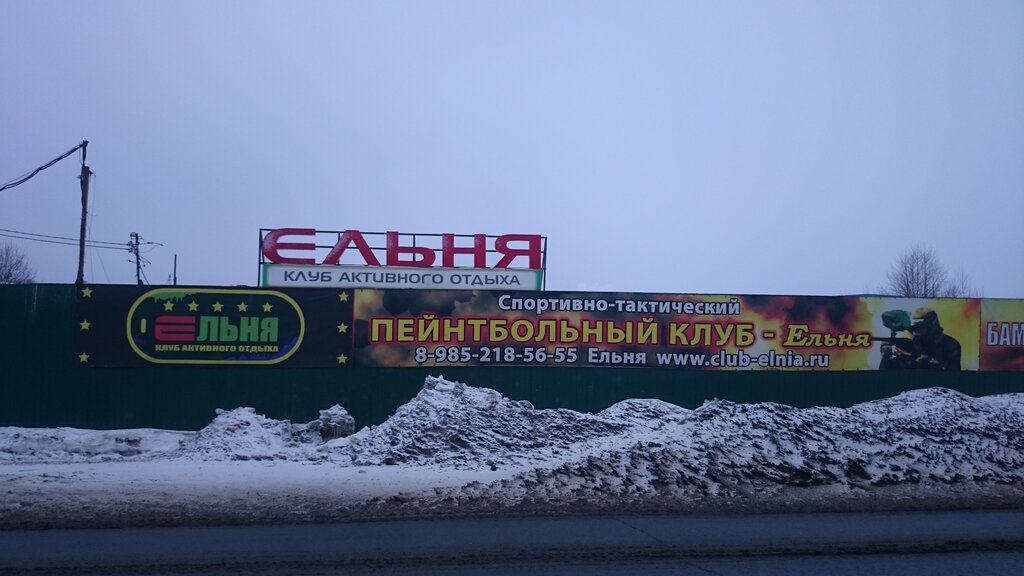 ЕЛЬНЯ
КЛУБ АКТИВНОГО ОТДЫХА
ЕЛЬНЯ
КЛУБ АКТИВНОГО ОТДЫХА
Спортивно-тактический
ПЕЙНТБОЛЬНЫЙ КЛУБ - Ельня
8-985-218-56-55 Ельня www.club-elnia.ru